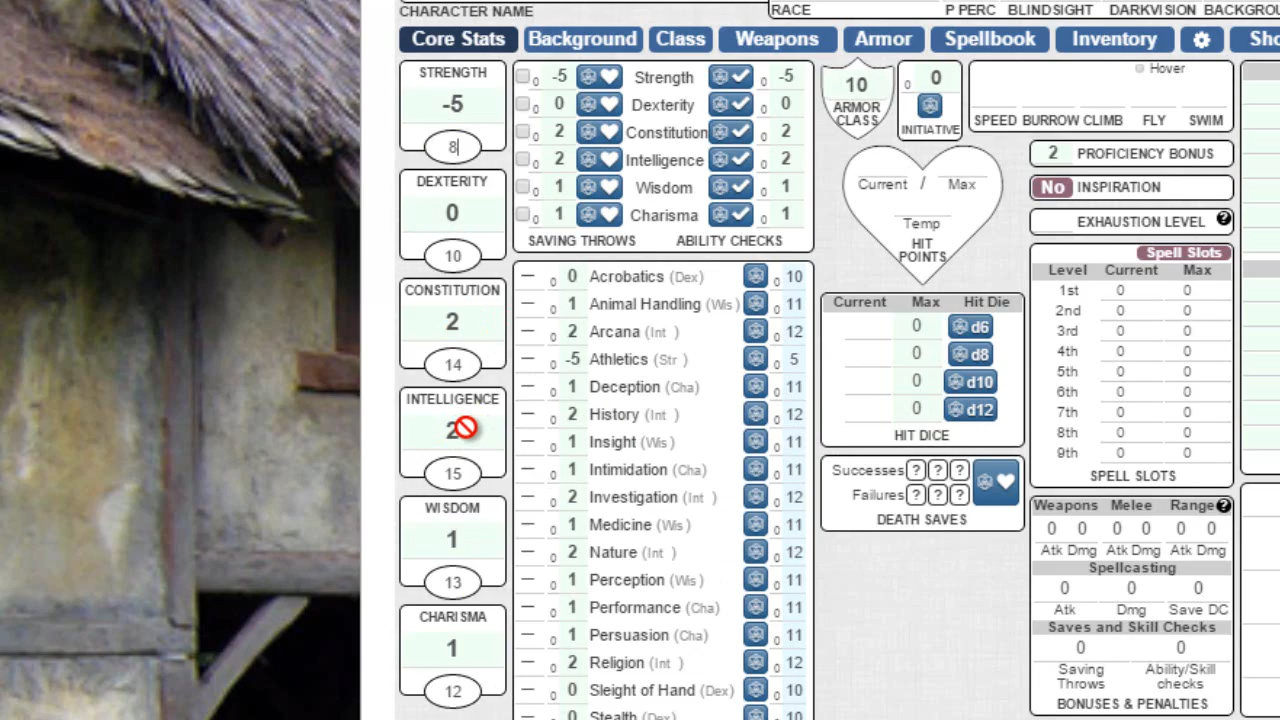 CHARACTER NAME
RACE
P PERC BLINDSIGHT DARKVISION
Core Stats Background Class Weapons Armor Spellbook Inventory
STRENGTH
-5
8
DEXTERITY
0
10
CONSTITUTION
2
14
INTELLIGENCE
2
15
WISDOM
1
13
CHARISMA
1
12
0 -5 Strength 0 -5
0 0 Dexterity 0 0
0 2 Constitution 0 2
0 2 Intelligence 0 2
0 1 Wisdom 0 1
0 1 Charisma 0 1
SAVING THROWS ABILITY CHECKS
— 0 0 Acrobatics (Dex) 0 10
— 0 1 Animal Handling (Wis) 0 11
— 0 2 Arcana (Int ) 0 12
— 0 -5 Athletics (Str ) 0 5
— 0 1 Deception (Cha) 0 11
— 0 2 History (Int ) 0 12
— 0 1 Insight (Wis) 0 11
— 0 1 Intimidation (Cha) 0 11
— 0 2 Investigation (Int ) 0 12
— 0 1 Medicine (Wis) 0 11
— 0 2 Nature (Int ) 0 12
— 0 1 Perception (Wis) 0 11
— 0 1 Performance (Cha) 0 11
— 0 1 Persuasion (Cha) 0 11
— 0 2 Religion (Int ) 0 12
— 0 0 Sleight of Hand (Dex) 0 10
— 0 Stealth (Dex) 10
10
ARMOR
CLASS
0 0
INITIATIVE
Hover
SPEED BURROW CLIMB FLY SWIM
Current / Max
Temp
HIT
POINTS
2 PROFICIENCY BONUS
No INSPIRATION
EXHAUSTION LEVEL ?
Current Max Hit Die
0 d6
0 d8
0 d10
0 d12
HIT DICE
Successes ? ? ?
Failures ? ? ?
DEATH SAVES
Spell Slots
Level Current Max
1st 0 0
2nd 0 0
3rd 0 0
4th 0 0
5th 0 0
6th 0 0
7th 0 0
8th 0 0
9th 0 0
SPELL SLOTS
Weapons Melee Range ?
0 0 0 0 0 0
Atk Dmg Atk Dmg Atk Dmg
Spellcasting
0 0 0
Atk Dmg Save DC
Saves and Skill Checks
0 0
Saving Ability/Skill
Throws checks
BONUSES & PENALTIES